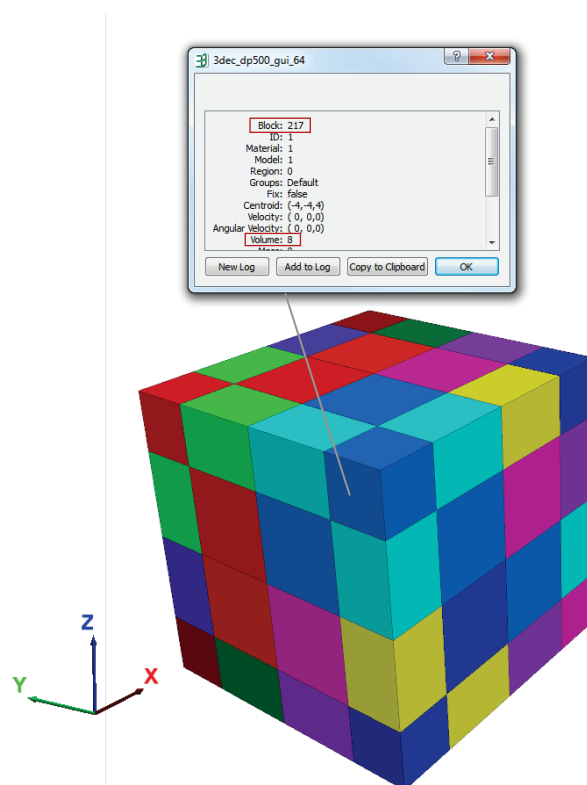 3dec_dp500_gui_64
Block: 217
ID: 1
Material: 1
Model: 1
Region: 0
Groups: Default
Fix: false
Centroid: (-4,-4,4)
Velocity: ( 0, 0,0)
Angular Velocity: ( 0, 0,0)
Volume: 8
New Log
Add to Log
Copy to Clipboard
OK
Z
Y
X